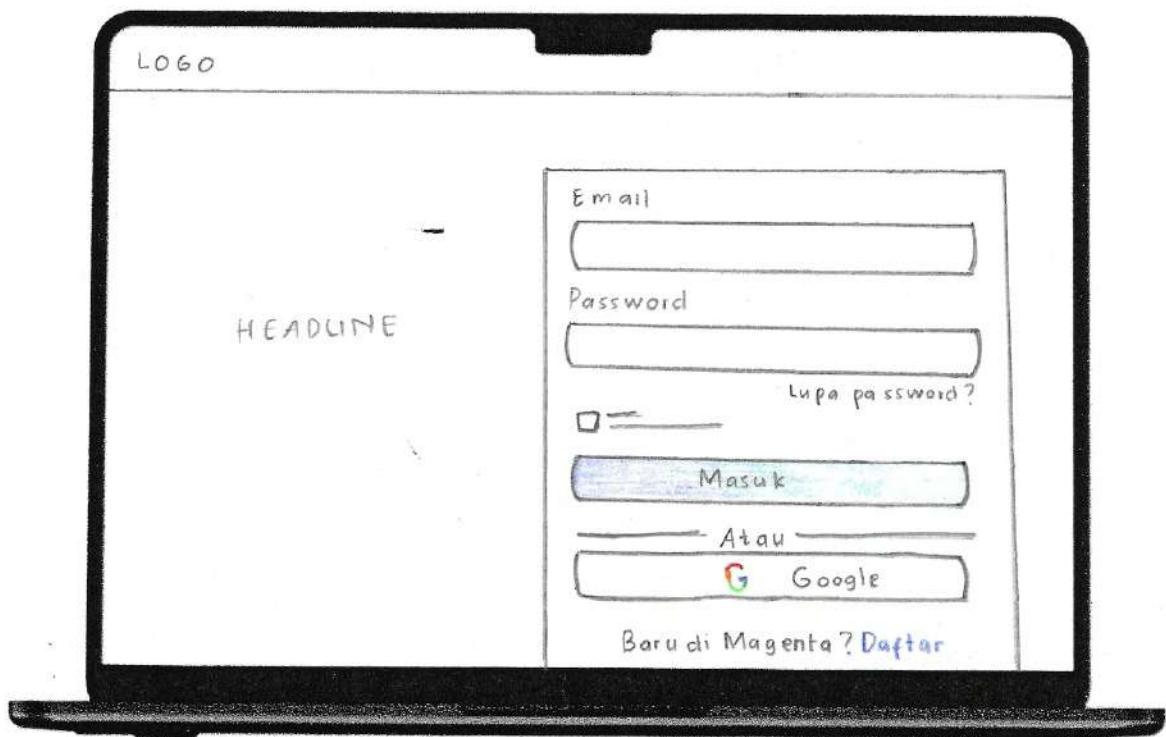 LOGO
HEADLINE
Email
Password
Lupa password?
Masuk
Atau
G Google
Baru di Magenta? Daftar